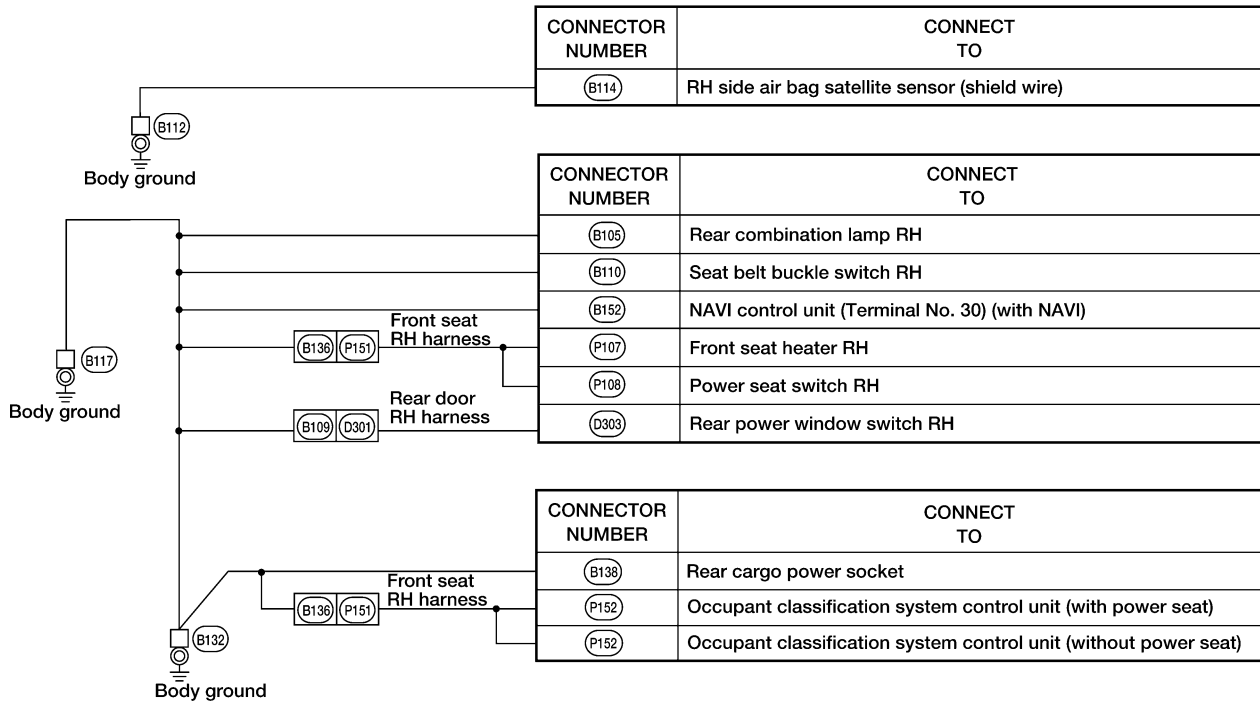 CONNECTOR
NUMBER
CONNECT
TO
B114
RH side air bag satellite sensor (shield wire)
B112
Body ground
CONNECTOR
NUMBER
CONNECT
TO
B105
Rear combination lamp RH
B110
Seat belt buckle switch RH
B152
NAVI control unit (Terminal No. 30) (with NAVI)
Front seat
RH harness
B136
P151
P107
Front seat heater RH
B117
Body ground
P108
Power seat switch RH
Rear door
RH harness
B109
D301
D303
Rear power window switch RH
CONNECTOR
NUMBER
CONNECT
TO
B138
Rear cargo power socket
Front seat
RH harness
B136
P151
P152
Occupant classification system control unit (with power seat)
B132
P152
Occupant classification system control unit (without power seat)
Body ground